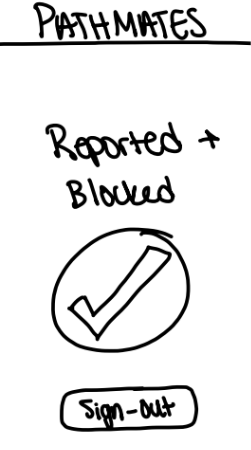 PATHMATES
Reported +
Blocked
Sign-out